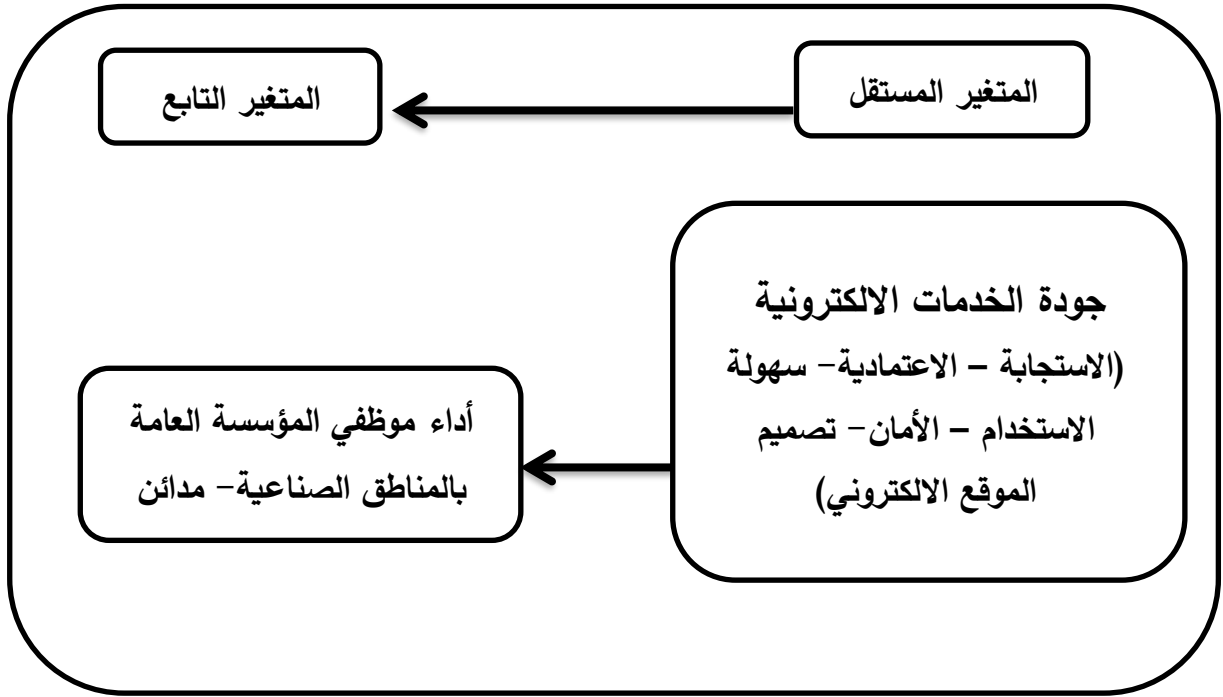 المتغير المستقل
المتغير التابع
جودة الخدمات الالكترونية
(الاستجابة – الاعتمادية- سهولة
الاستخدام – الأمان- تصميم
الموقع الالكتروني)
أداء موظفي المؤسسة العامة
بالمناطق الصناعية- مدائن